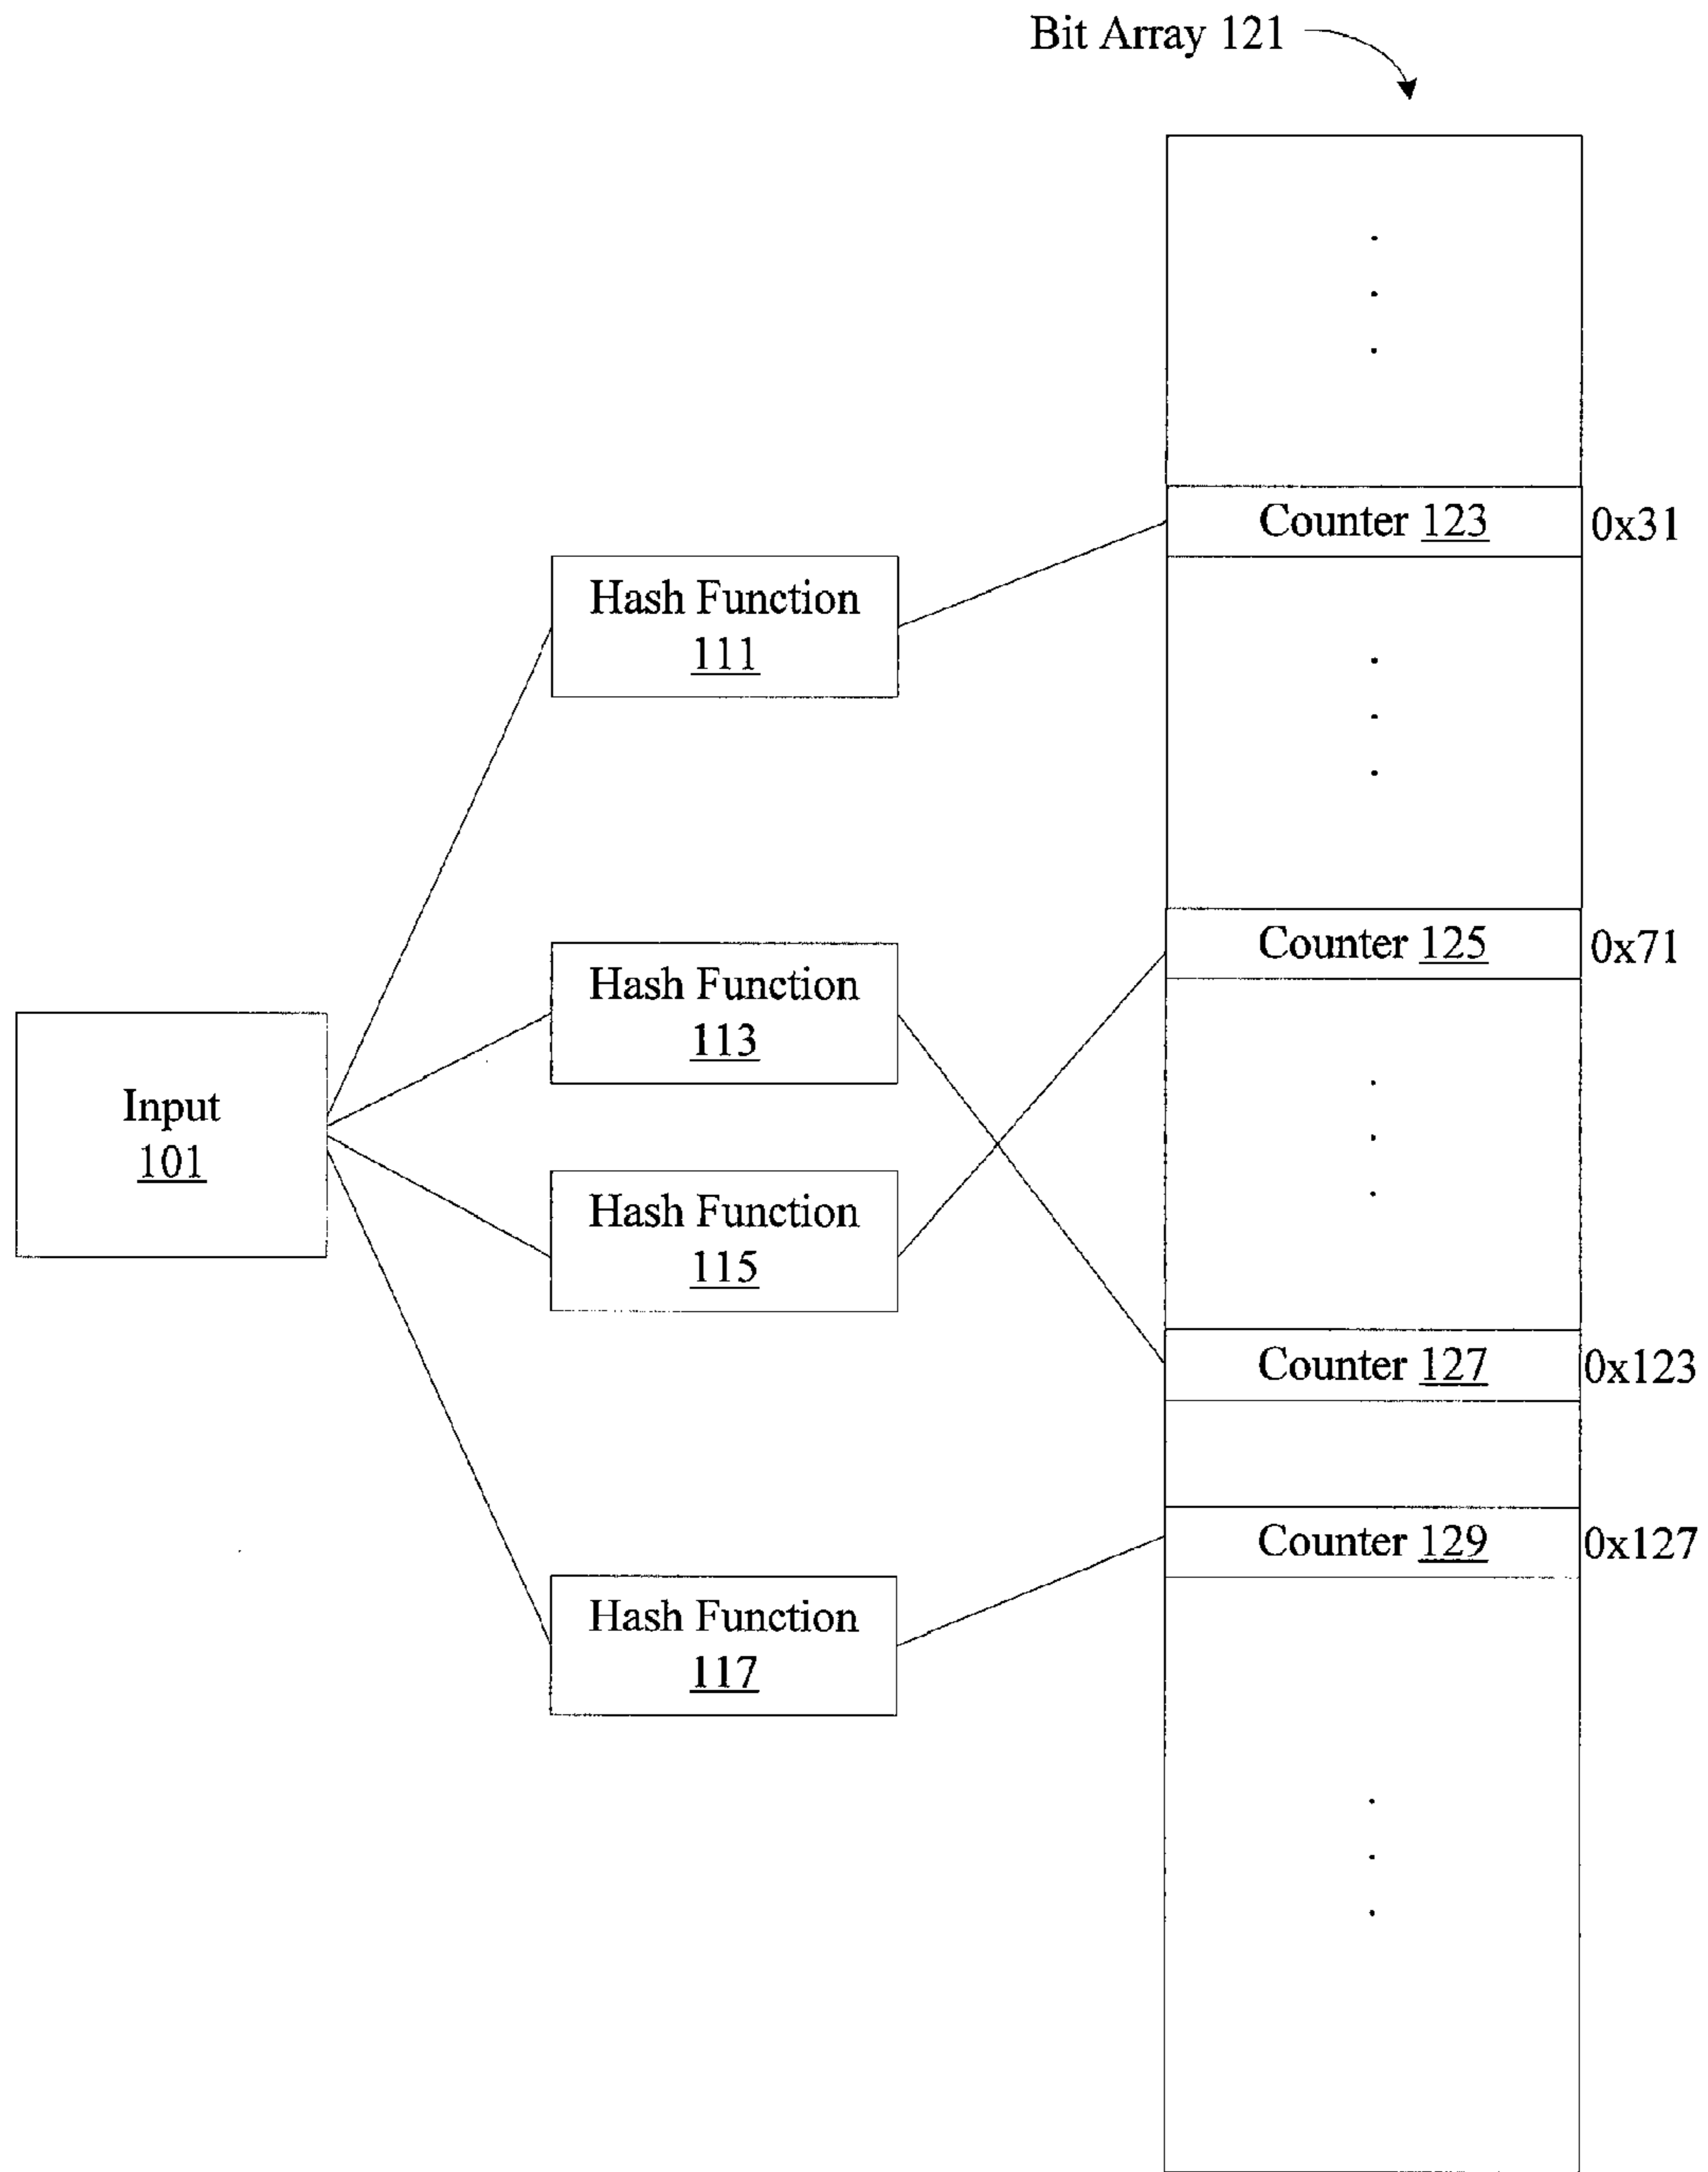 Bit Array 121
Counter 123
0x31
Hash Function
111
Counter 125
0x71
Hash Function
113
Input
101
Hash Function
115
Counter 127
0x123
Counter 129
0x127
Hash Function
117